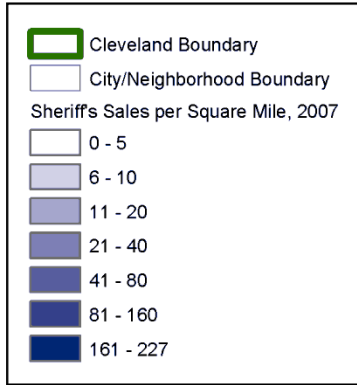 Cleveland Boundary
City/Neighborhood Boundary
Sheriff's Sales per Square Mile, 2007
0 - 5
6 - 10
11 - 20
21 - 40
41 - 80
81 - 160
161 - 227